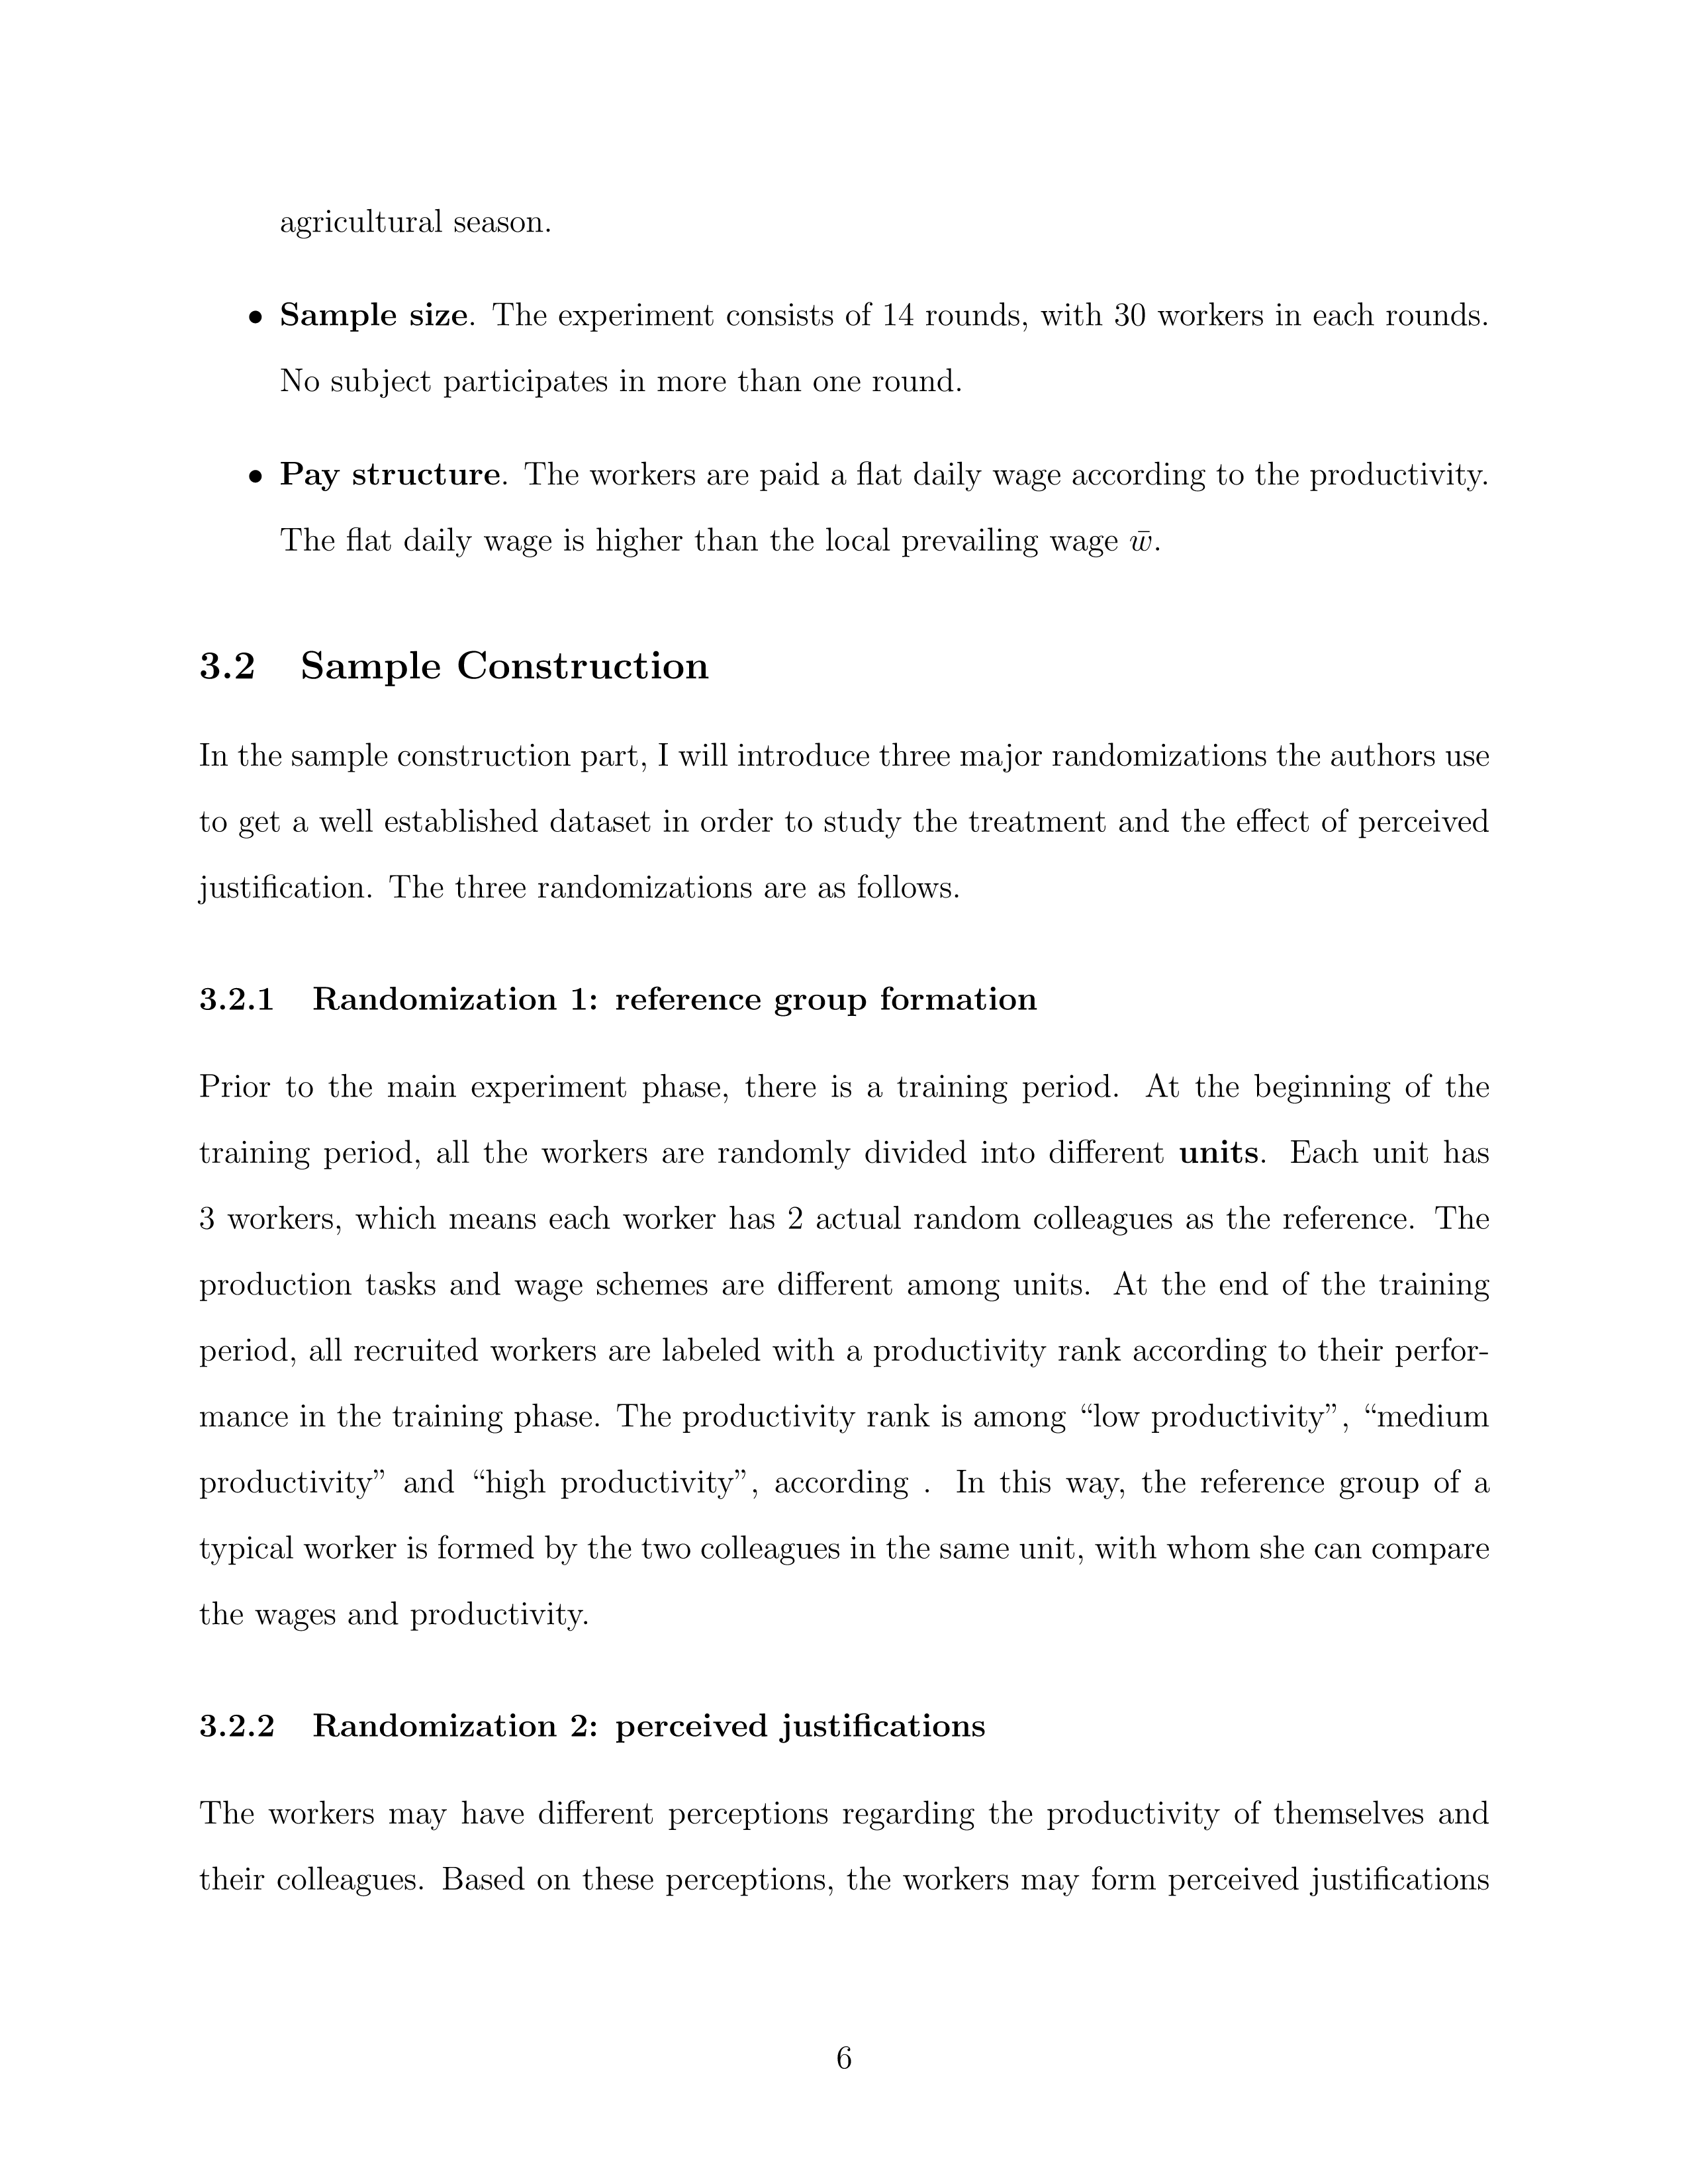 agricultural season.
• Sample size. The experiment consists of 14 rounds, with 30 workers in each rounds.
No subject participates in more than one round.
• Pay structure. The workers are paid a flat daily wage according to the productivity.
The flat daily wage is higher than the local prevailing wage w̄.
3.2 Sample Construction
In the sample construction part, I will introduce three major randomizations the authors use
to get a well established dataset in order to study the treatment and the effect of perceived
justification. The three randomizations are as follows.
3.2.1 Randomization 1: reference group formation
Prior to the main experiment phase, there is a training period. At the beginning of the
training period, all the workers are randomly divided into different units. Each unit has
3 workers, which means each worker has 2 actual random colleagues as the reference. The
production tasks and wage schemes are different among units. At the end of the training
period, all recruited workers are labeled with a productivity rank according to their perfor-
mance in the training phase. The productivity rank is among “low productivity”, “medium
productivity” and “high productivity”, according . In this way, the reference group of a
typical worker is formed by the two colleagues in the same unit, with whom she can compare
the wages and productivity.
3.2.2 Randomization 2: perceived justifications
The workers may have different perceptions regarding the productivity of themselves and
their colleagues. Based on these perceptions, the workers may form perceived justifications
6